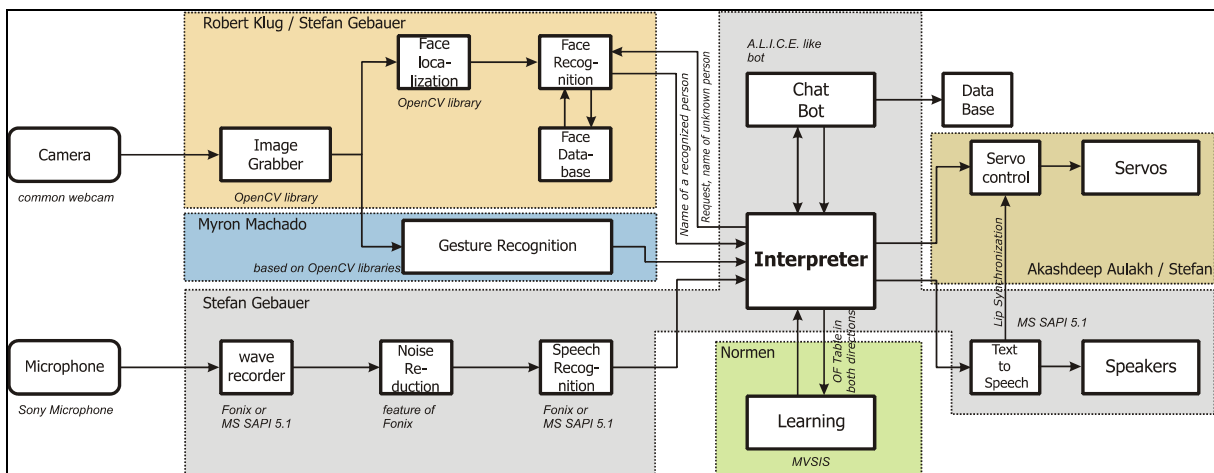 Robert Klug / Stefan Gebauer
Face
loca-
lization
OpenCV library
Face
Recog-
nition
Face
Data-
base
Image
Grabber
OpenCV library
Camera
common webcam
Myron Machado
Gesture Recognition
based on OpenCV libraries
Name of a recognized person
Request, name of unknown person
A.L.I.C.E. like
bot
Chat
Bot
Data
Base
Interpreter
Servo
control
Servos
Akashdeep Aulakh / Stefan
Lip Synchronization
Stefan Gebauer
Microphone
Sony Microphone
wave
recorder
Fonix or
MS SAPI 5.1
Noise
Re-
duction
feature of
Fonix
Speech
Recog-
nition
Fonix or
MS SAPI 5.1
Normen
OF Table:in
both directions
Learning
MVSIS
MS SAPI 5.1
Text
to
Speech
Speakers